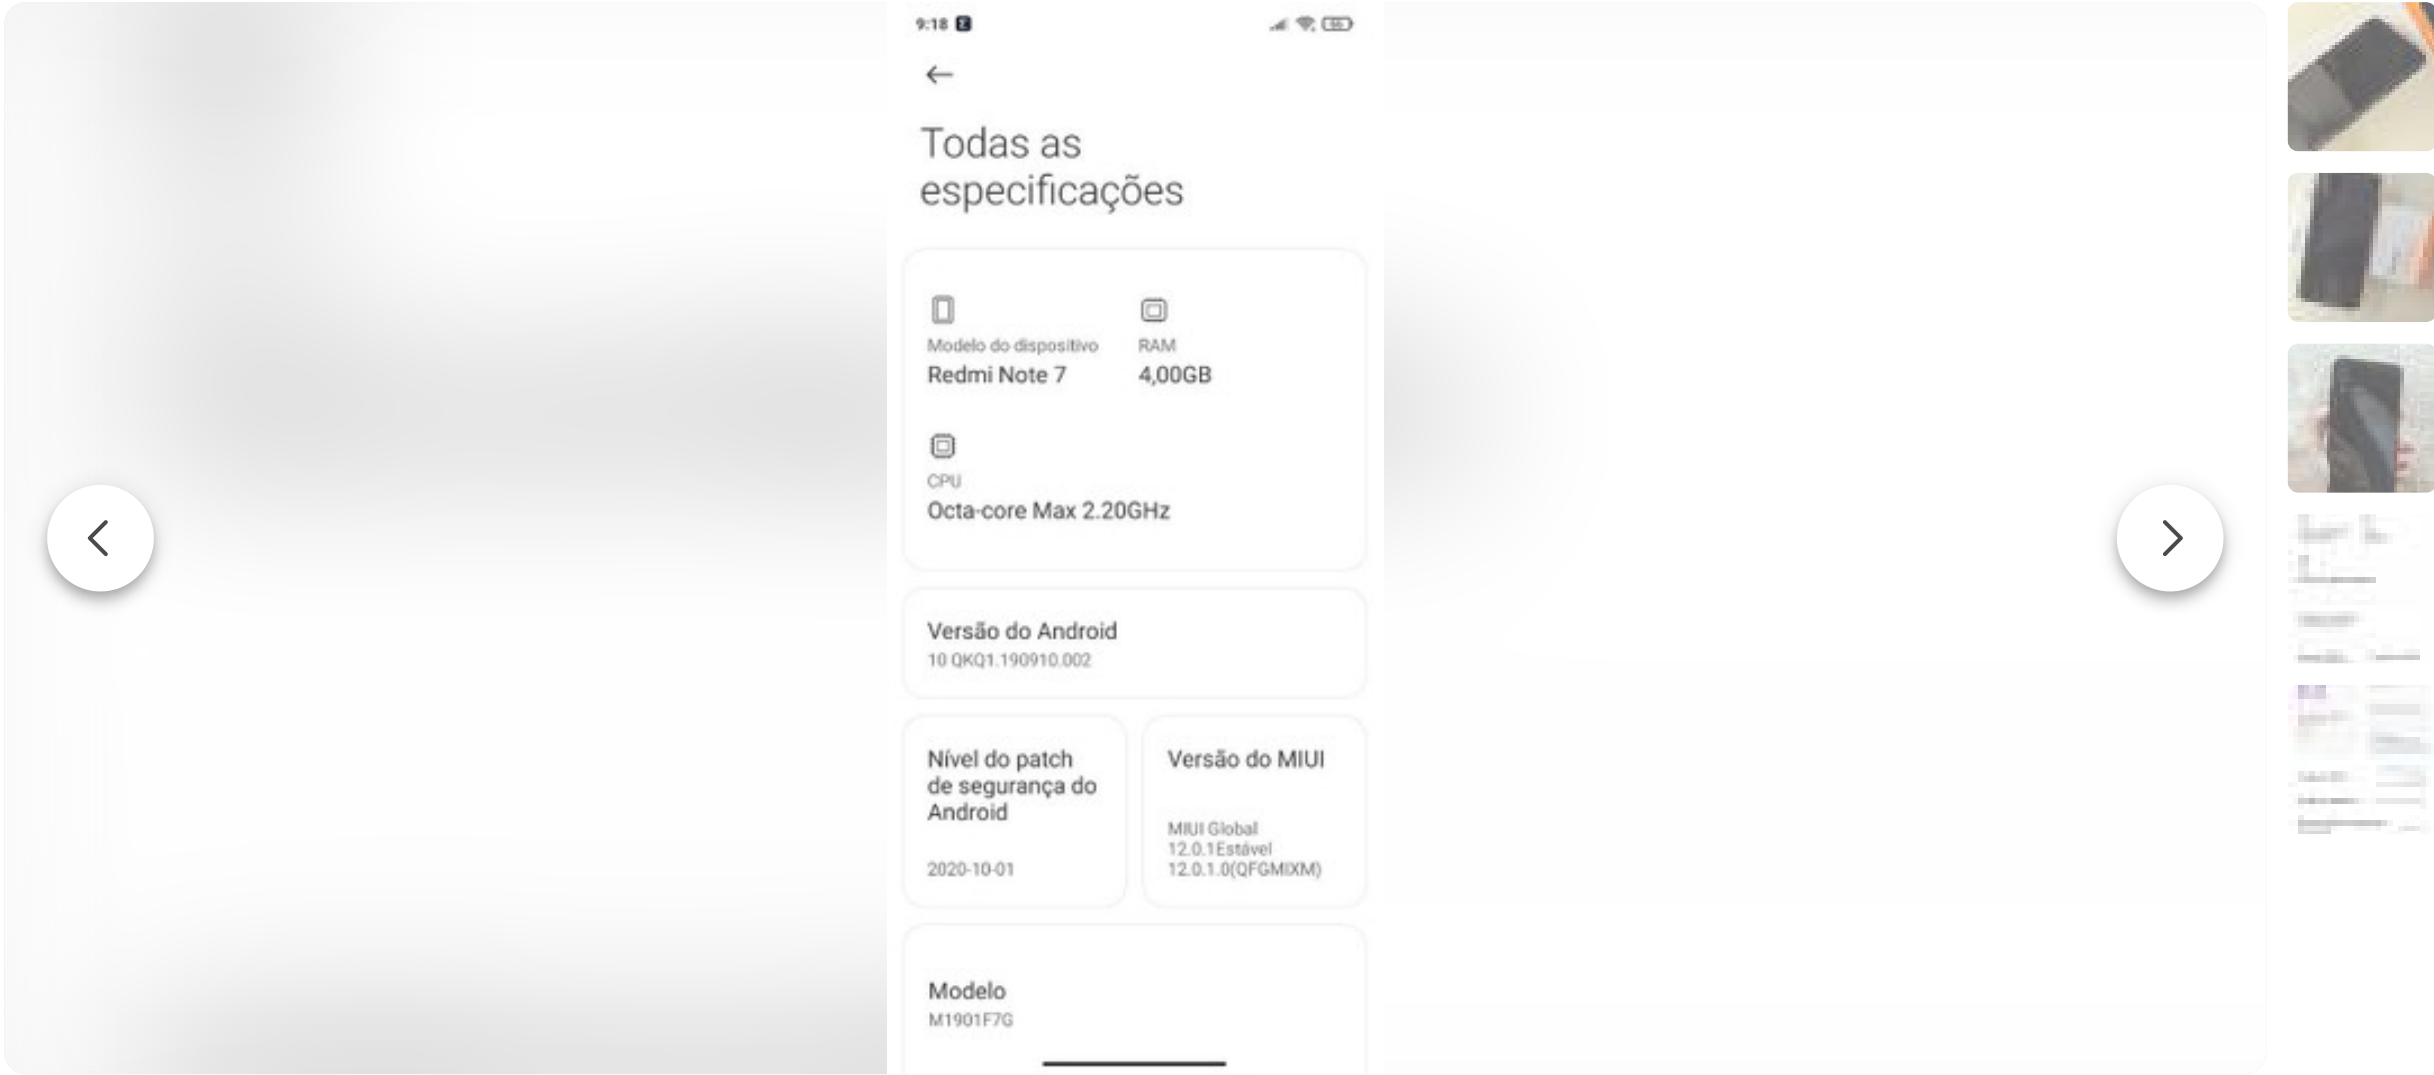 9:18
Todas as
especificações
Modelo do dispositivo
Redmi Note 7
RAM
4,00GB
CPU
Octa-core Max 2.20GHz
Versão do Android
10 QKQ1.190910.002
Nível do patch
de segurança do
Android
2020-10-01
Versão do MIUI
MIUI Global
12.0.1Estável
12.0.1.0(QFGMIXM)
Modelo
M1901F7G